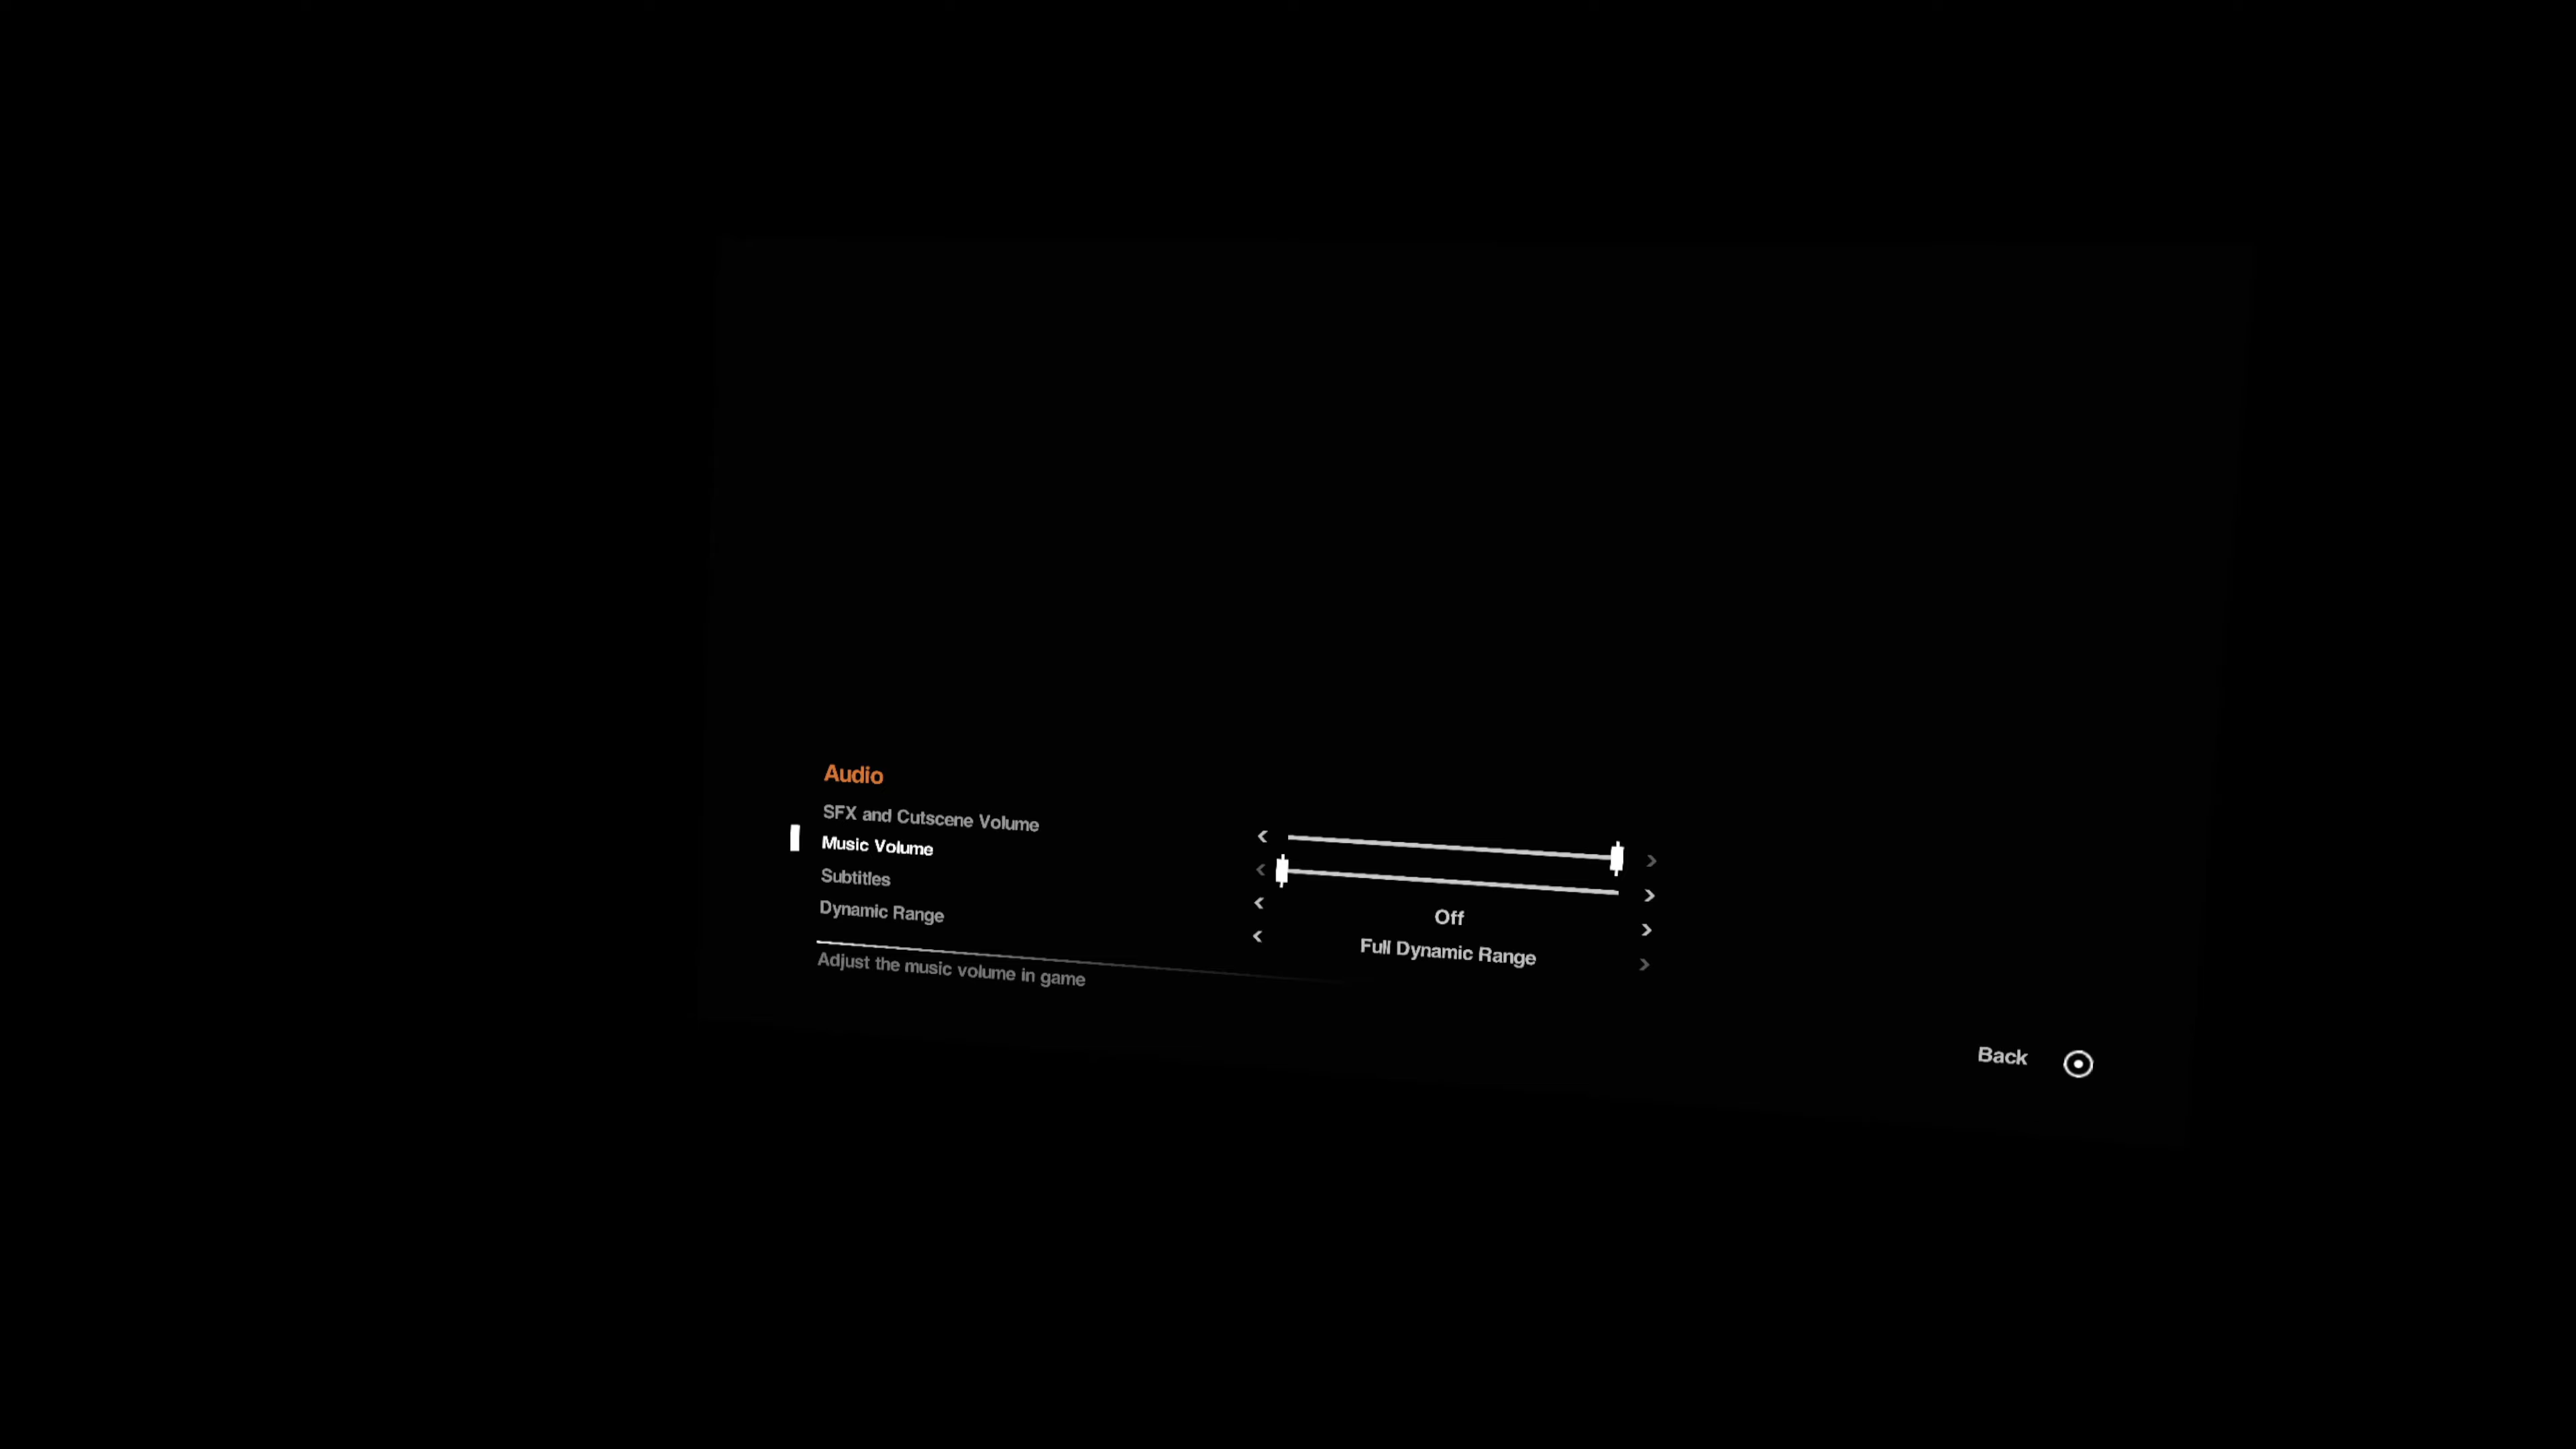 Audio
SFX and Cutscene Volume
Music Volume
Subtitles
Off
Dynamic Range
Full Dynamic Range
Adjust the music volume in game
Back